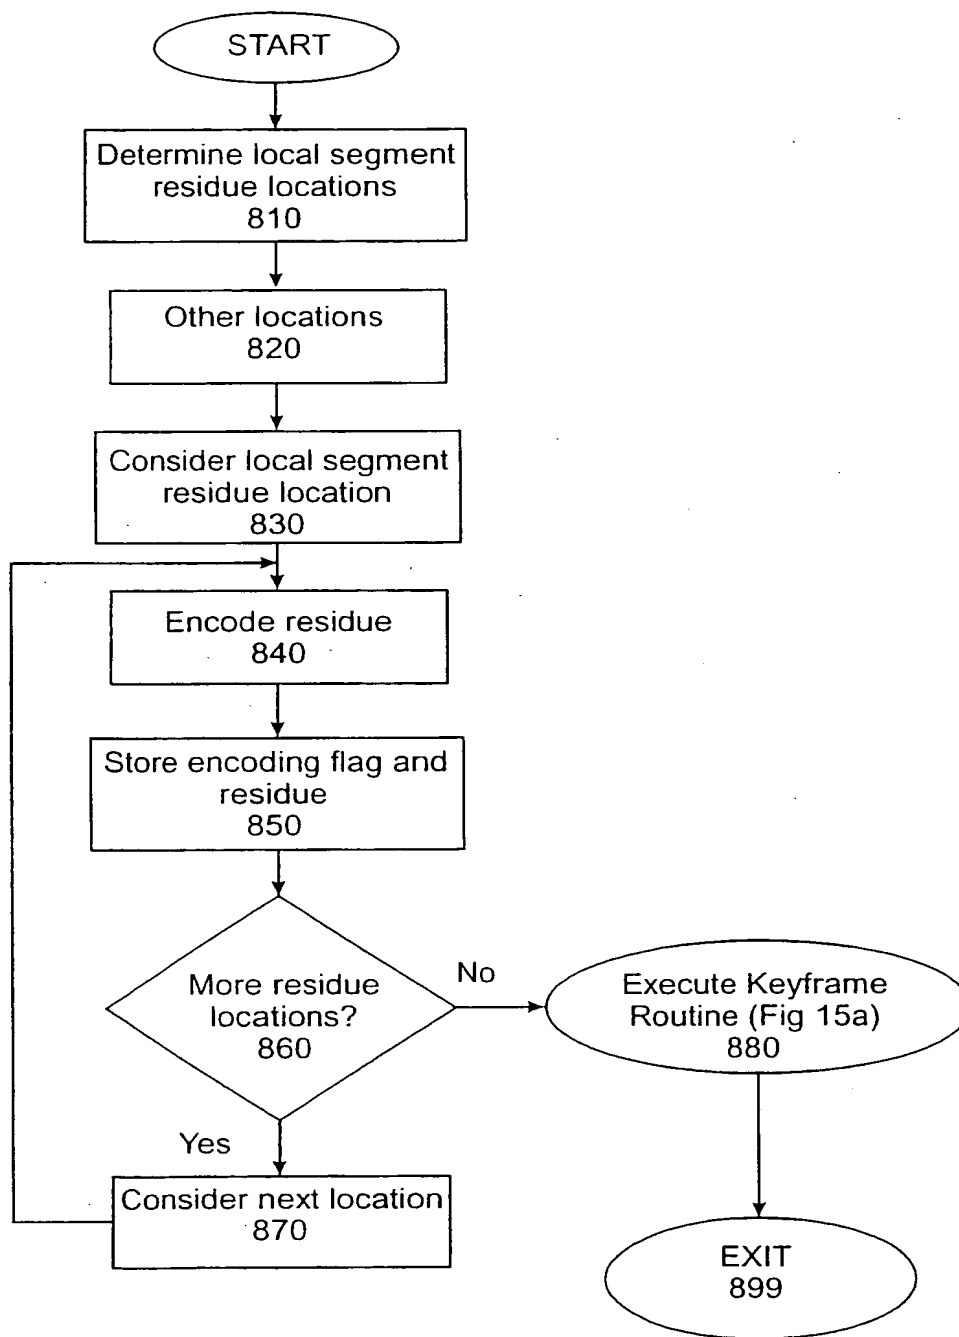 START
Determine local segment
residue locations
810
Other locations
820
Consider local segment
residue location
830
Encode residue
840
Store encoding flag and
residue
850
More residue
locations?
860
No
Execute Keyframe
Routine (Fig 15a)
880
Yes
Consider next location
870
EXIT
899